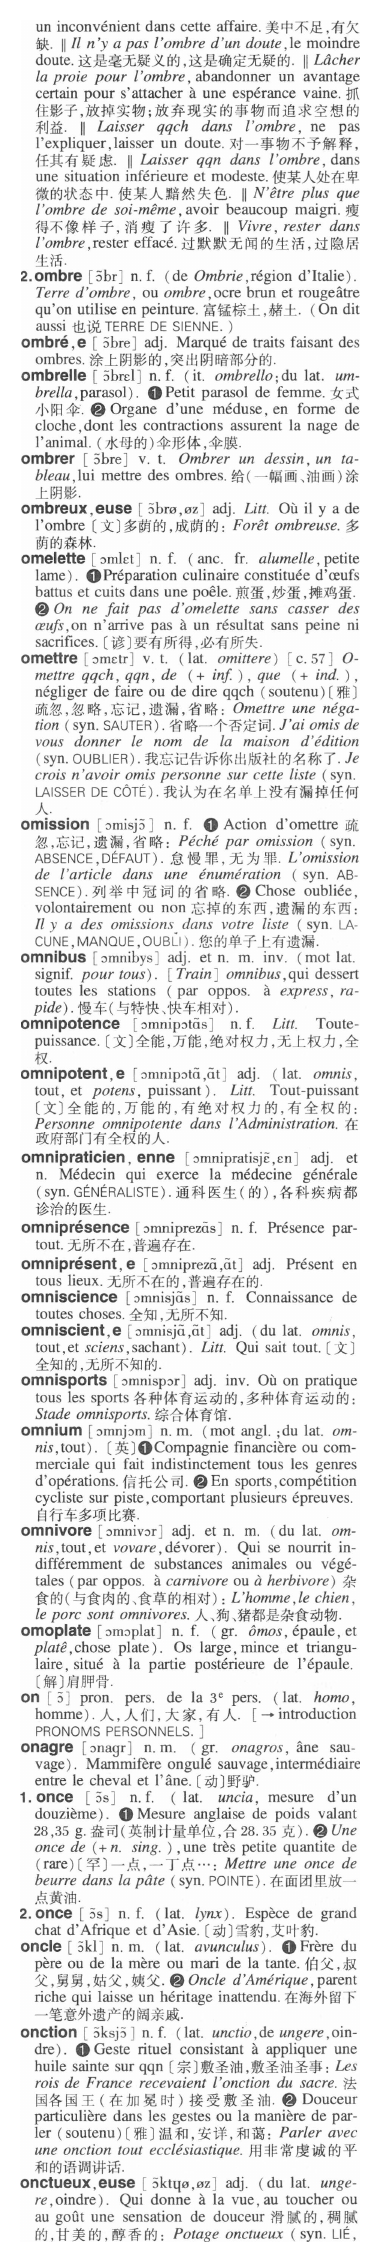 un inconvénient dans cette affaire. 美中不足,有欠
缺. ‖ Il n'y a pas l'ombre d'un doute, le moindre
doute. 这是毫无疑义的,这是确定无疑的. ‖ Lâcher
la proie pour l'ombre, abandonner un avantage
certain pour s'attacher à une espérance vaine. 抓
住影子,放掉实物; 放弃现实的事物而追求空想的
利益. ‖ Laisser qqch dans l'ombre, ne pas
l'expliquer, laisser un doute. 对一事物不予解释,
任其有疑虑. ‖ Laisser qqn dans l'ombre, dans
une situation inférieure et modeste. 使某人处在卑
微的状态中. 使某人黯然失色. ‖ N'être plus que
l'ombre de soi-même, avoir beaucoup maigri. 瘦
得不像样子,消瘦了许多. ‖ Vivre, rester dans
l'ombre, rester effacé. 过默默无闻的生活,过隐居
生活.
2. ombre [ɔ̃br] n. f. (de Ombrie, région d'Italie).
Terre d'ombre, ou ombre, ocre brun et rougeâtre
qu'on utilise en peinture. 富锰棕土,赭土. (On dit
aussi 也说 TERRE DE SIENNE. )
ombré, e [ɔ̃bre] adj. Marqué de traits faisant des
ombres. 涂上阴影的,突出阴暗部分的.
ombrelle [ɔ̃brɛl] n. f. (it. ombrello; du lat. um-
brella, parasol). ❶ Petit parasol de femme. 女式
小阳伞. ❷ Organe d'une méduse, en forme de
cloche, dont les contractions assurent la nage de
l'animal. (水母的)伞形体,伞膜.
ombrer [ɔ̃bre] v. t. Ombrer un dessin, un ta-
bleau, lui mettre des ombres. 给(一幅画、油画)涂
上阴影.
ombreux, euse [ɔ̃brø, øz] adj. Litt. Où il y a de
l'ombre 〔文〕多荫的,成荫的: Forêt ombreuse. 多
荫的森林.
omelette [ɔmlɛt] n. f. (anc. fr. alumelle, petite
lame). ❶ Préparation culinaire constituée d'œufs
battus et cuits dans une poêle. 煎蛋,炒蛋,摊鸡蛋.
❷ On ne fait pas d'omelette sans casser des
œufs, on n'arrive pas à un résultat sans peine ni
sacrifices. 〔谚〕要有所得,必有所失.
omettre [ɔmɛtr] v. t. (lat. omittere) [c. 57] O-
mettre qqch, qqn, de (+ inf. ), que (+ ind. ),
négliger de faire ou de dire qqch (soutenu)〔雅〕
疏忽,忽略,忘记,遗漏,省略: Omettre une néga-
tion (syn. SAUTER). 省略一个否定词. J'ai omis de
vous donner le nom de la maison d'édition
(syn. OUBLIER). 我忘记告诉你出版社的名称了. Je
crois n'avoir omis personne sur cette liste (syn.
LAISSER DE CÔTÉ). 我认为在名单上没有漏掉任何
人.
omission [ɔmisjɔ̃] n. f. ❶ Action d'omettre 疏
忽,忘记,遗漏,省略: Péché par omission (syn.
ABSENCE, DÉFAUT). 怠慢罪,无为罪. L'omission
de l'article dans une énumération (syn. AB-
SENCE). 列举中冠词的省略. ❷ Chose oubliée,
volontairement ou non 忘掉的东西,遗漏的东西:
Il y a des omissions dans votre liste (syn. LA-
CUNE, MANQUE, OUBLI). 您的单子上有遗漏.
omnibus [ɔmnibys] adj. et n. m. inv. (mot lat.
signif. pour tous). [Train] omnibus, qui dessert
toutes les stations (par oppos. à express, ra-
pide). 慢车(与特快、快车相对).
omnipotence [ɔmnipɔtɑ̃s] n. f. Litt. Toute-
puissance. 〔文〕全能,万能,绝对权力,无上权力,全
权.
omnipotent, e [ɔmnipɔtɑ̃, ɑ̃t] adj. (lat. omnis,
tout, et potens, puissant). Litt. Tout-puissant
〔文〕全能的,万能的,有绝对权力的,有全权的:
Personne omnipotente dans l'Administration. 在
政府部门有全权的人.
omnipraticien, enne [ɔmnipratisjɛ̃, ɛn] adj. et
n. Médecin qui exerce la médecine générale
(syn. GÉNÉRALISTE). 通科医生(的),各科疾病都
诊治的医生.
omniprésence [ɔmniprezɑ̃s] n. f. Présence par-
tout. 无所不在,普遍存在.
omniprésent, e [ɔmniprezɑ̃, ɑ̃t] adj. Présent en
tous lieux. 无所不在的,普遍存在的.
omniscience [ɔmnisjɑ̃s] n. f. Connaissance de
toutes choses. 全知,无所不知.
omniscient, e [ɔmnisjɑ̃, ɑ̃t] adj. (du lat. omnis,
tout, et sciens, sachant). Litt. Qui sait tout. 〔文〕
全知的,无所不知的.
omnisports [ɔmnispɔr] adj. inv. Où on pratique
tous les sports 各种体育运动的,多种体育运动的:
Stade omnisports. 综合体育馆.
omnium [ɔmnjɔm] n. m. (mot angl. ; du lat. om-
nis, tout). 〔英〕❶ Compagnie financière ou com-
merciale qui fait indistinctement tous les genres
d'opérations. 信托公司. ❷ En sports, compétition
cycliste sur piste, comportant plusieurs épreuves.
自行车多项比赛.
omnivore [ɔmnivɔr] adj. et n. m. (du lat. om-
nis, tout, et vovare, dévorer). Qui se nourrit in-
différemment de substances animales ou végé-
tales (par oppos. à carnivore ou à herbivore) 杂
食的(与食肉的、食草的相对): L'homme, le chien,
le porc sont omnivores. 人、狗、猪都是杂食动物.
omoplate [ɔmɔplat] n. f. (gr. ômos, épaule, et
platê, chose plate). Os large, mince et triangu-
laire, situé à la partie postérieure de l'épaule.
〔解〕肩胛骨.
on [ɔ̃] pron. pers. de la 3ᵉ pers. (lat. homo,
homme). 人,人们,大家,有人. [→ introduction
PRONOMS PERSONNELS. ]
onagre [ɔnagr] n. m. (gr. onagros, âne sau-
vage). Mammifère ongulé sauvage, intermédiaire
entre le cheval et l'âne. 〔动〕野驴.
1. once [ɔ̃s] n. f. (lat. uncia, mesure d'un
douzième). ❶ Mesure anglaise de poids valant
28,35 g. 盎司(英制计量单位,合 28. 35 克). ❷ Une
once de (+ n. sing. ), une très petite quantite de
(rare)〔罕〕一点,一丁点…: Mettre une once de
beurre dans la pâte (syn. POINTE). 在面团里放一
点黄油.
2. once [ɔ̃s] n. f. (lat. lynx). Espèce de grand
chat d'Afrique et d'Asie. 〔动〕雪豹,艾叶豹.
oncle [ɔ̃kl] n. m. (lat. avunculus). ❶ Frère du
père ou de la mère ou mari de la tante. 伯父,叔
父,舅舅,姑父,姨父. ❷ Oncle d'Amérique, parent
riche qui laisse un héritage inattendu. 在海外留下
一笔意外遗产的阔亲戚.
onction [ɔ̃ksjɔ̃] n. f. (lat. unctio, de ungere, oin-
dre). ❶ Geste rituel consistant à appliquer une
huile sainte sur qqn 〔宗〕敷圣油,敷圣油圣事: Les
rois de France recevaient l'onction du sacre. 法
国各国王(在加冕时)接受敷圣油. ❷ Douceur
particulière dans les gestes ou la manière de par-
ler (soutenu)〔雅〕温和,安详,和蔼: Parler avec
une onction tout ecclésiastique. 用非常虔诚的平
和的语调讲话.
onctueux, euse [ɔ̃ktɥø, øz] adj. (du lat. unge-
re, oindre). Qui donne à la vue, au toucher ou
au goût une sensation de douceur 滑腻的,稠腻
的,甘美的,醇香的: Potage onctueux (syn. LIÉ,